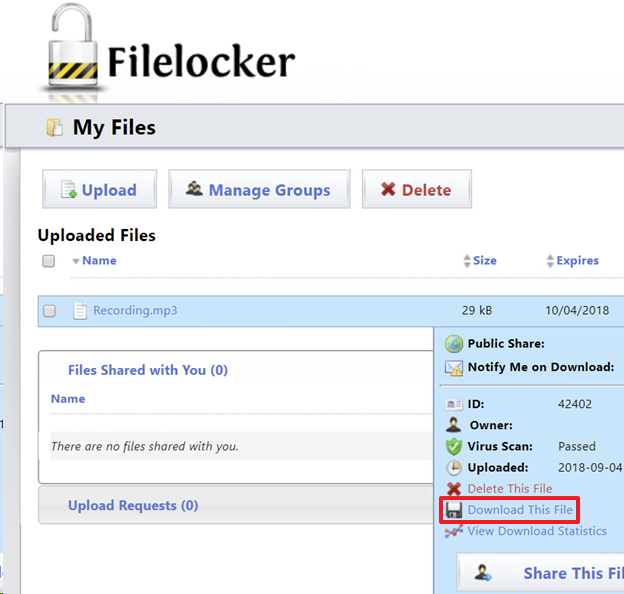 Filelocker
My Files
Upload
Manage Groups
Delete
Uploaded Files
Name Size Expires
Recording.mp3 29 kB 10/04/2018
Public Share:
Notify Me on Download:
Files Shared with You (0)
Name
There are no files shared with you.
Upload Requests (0)
ID: 42402
Owner:
Virus Scan: Passed
Uploaded: 2018-09-04
Delete This File
Download This File
View Download Statistics
Share This Fil